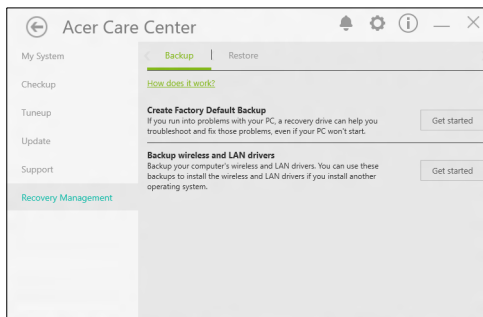 Acer Care Center
My System
Backup
Restore
Checkup
How does it work?
Tuneup
Create Factory Default Backup
If you run into problems with your PC, a recovery drive can help you
troubleshoot and fix those problems, even if your PC won't start.
Get started
Update
Backup wireless and LAN drivers
Backup your computer's wireless and LAN drivers. You can use these
backups to install the wireless and LAN drivers if you install another
operating system.
Get started
Support
Recovery Management